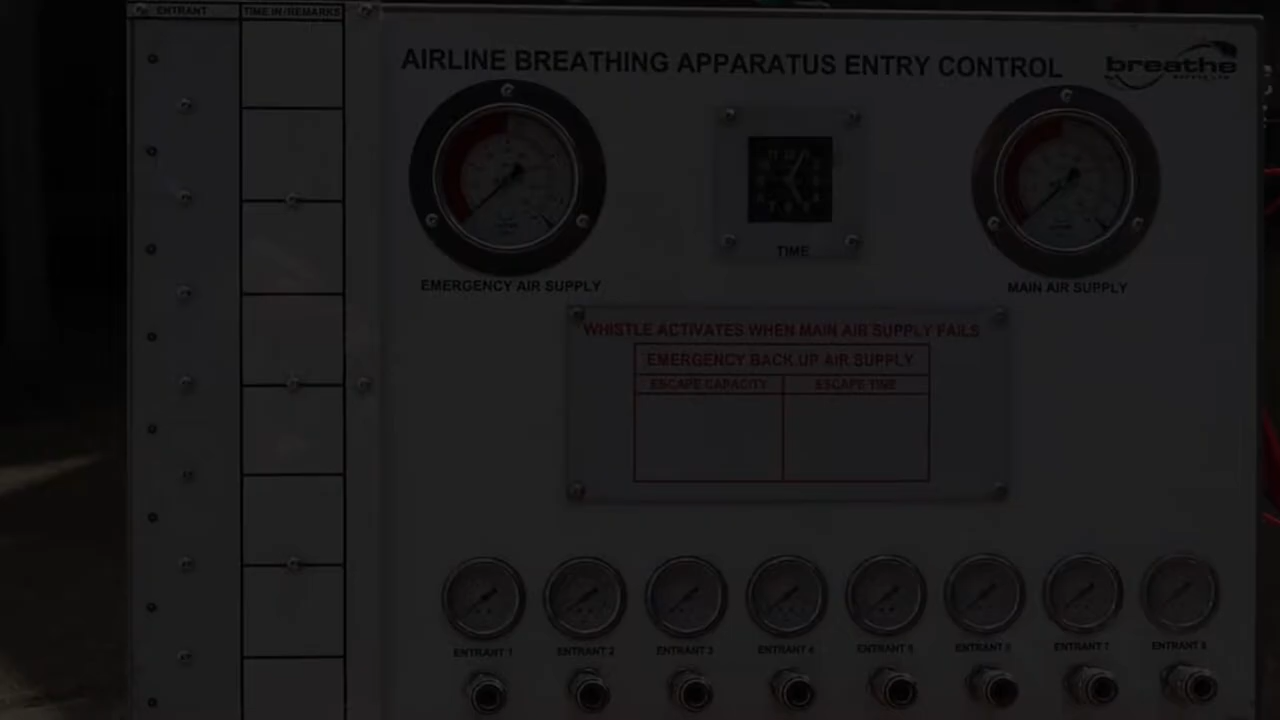 ENTRANT
TIME IN/REMARKS
AIRLINE BREATHING APPARATUS ENTRY CONTROL
breathe
TIME
EMERGENCY AIR SUPPLY
MAIN AIR SUPPLY
WHISTLE ACTIVATES WHEN MAIN AIR SUPPLY FAILS
EMERGENCY BACK UP AIR SUPPLY
ESCAPE CAPACITY
ESCAPE TIME
ENTRANT 1
ENTRANT 2
ENTRANT 3
ENTRANT 4
ENTRANT 5
ENTRANT 6
ENTRANT 7
ENTRANT 8